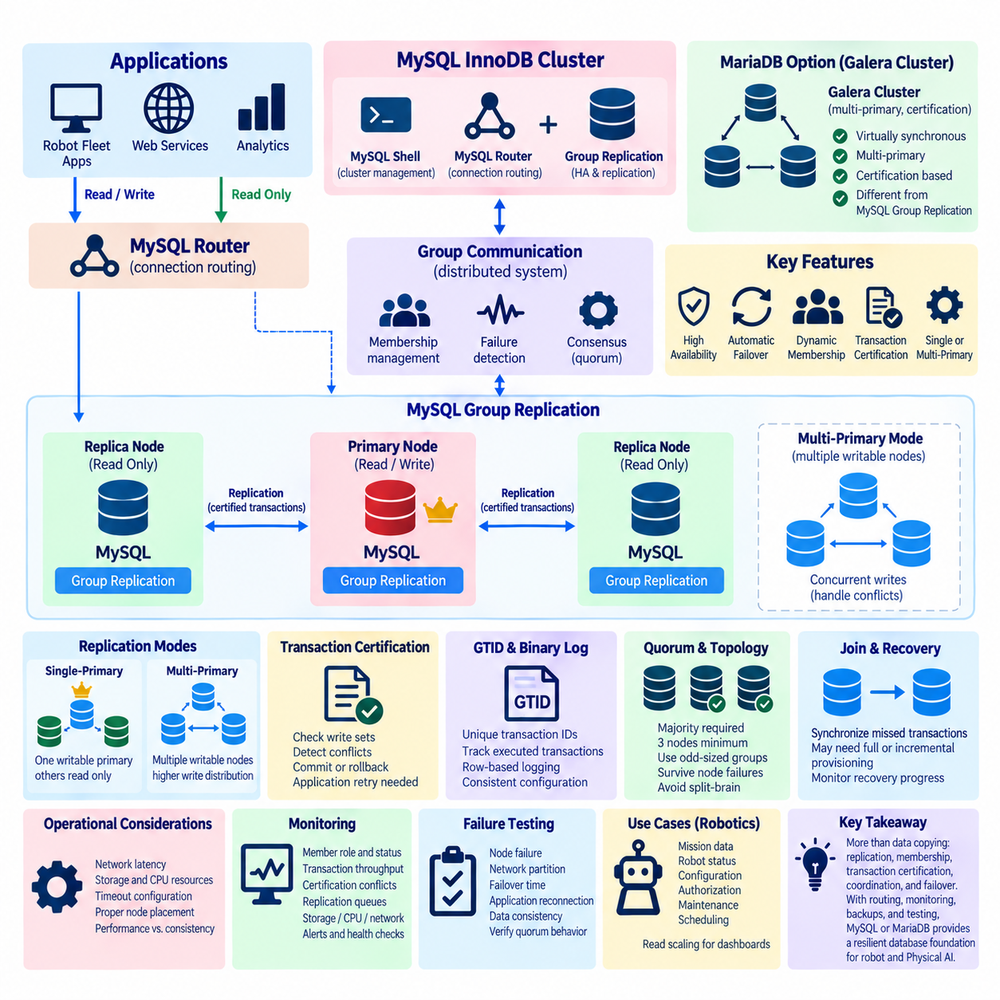 Applications
Robot Fleet
Apps
Web Services
Analytics
Read / Write
Read Only
MySQL Router
(connection routing)
MySQL InnoDB Cluster
>_
MySQL Shell
(cluster management)
MySQL Router
(connection routing)
+
Group Replication
(HA & replication)
MariaDB Option (Galera Cluster)
Galera Cluster
(multi-primary, certification)
Virtually synchronous
Multi-primary
Certification based
Different from
MySQL Group Replication
Group Communication
(distributed system)
Membership
management
Failure
detection
Consensus
(quorum)
Key Features
High
Availability
Automatic
Failover
Dynamic
Membership
Transaction
Certification
Single or
Multi-Primary
MySQL Group Replication
Replica Node
(Read Only)
MySQL
Group Replication
Replication
(certified transactions)
Primary Node
(Read / Write)
MySQL
Group Replication
Replication
(certified transactions)
Replica Node
(Read Only)
MySQL
Group Replication
Multi-Primary Mode
(multiple writable nodes)
Concurrent writes
(handle conflicts)
Replication Modes
Single-Primary
One writable primary
others read only
Multi-Primary
Multiple writable nodes
higher write distribution
Transaction Certification
Check write sets
Detect conflicts
Commit or rollback
Application retry needed
GTID & Binary Log
GTID
Unique transaction IDs
Track executed transactions
Row-based logging
Consistent configuration
Quorum & Topology
Majority required
3 nodes minimum
Use odd-sized groups
Survive node failures
Avoid split-brain
Join & Recovery
Synchronize missed transactions
May need full or incremental
provisioning
Monitor recovery progress
Operational Considerations
Network latency
Storage and CPU resources
Timeout configuration
Proper node placement
Performance vs. consistency
Monitoring
Member role and status
Transaction throughput
Certification conflicts
Replication queues
Storage / CPU / network
Alerts and health checks
Failure Testing
Node failure
Network partition
Failover time
Application reconnection
Data consistency
Verify quorum behavior
Use Cases (Robotics)
Mission data
Robot status
Configuration
Authorization
Maintenance
Scheduling
Read scaling for dashboards
Key Takeaway
More than data copying:
replication, membership,
transaction certification,
coordination, and failover.
With routing, monitoring,
backups, and testing,
MySQL or MariaDB provides
a resilient database foundation
for robot and Physical AI.